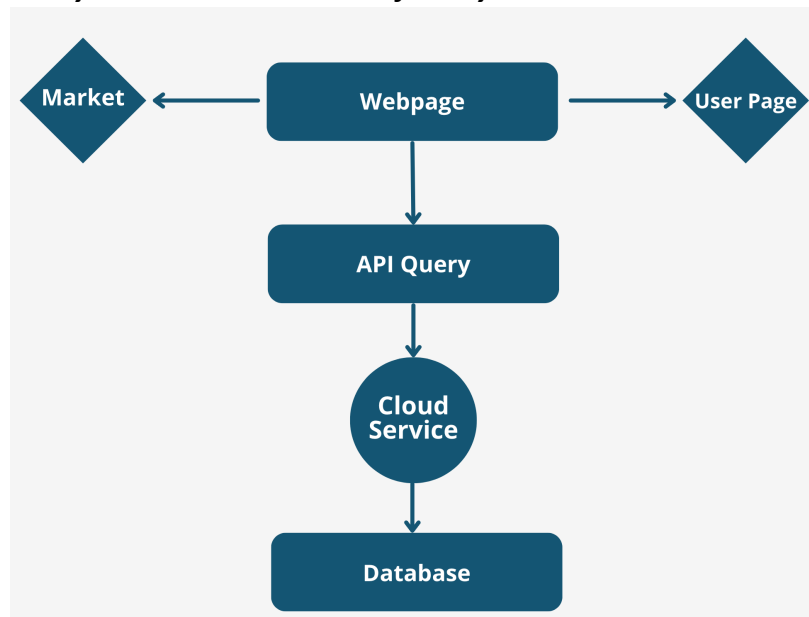 Market
Webpage
User Page
API Query
Cloud
Service
Database